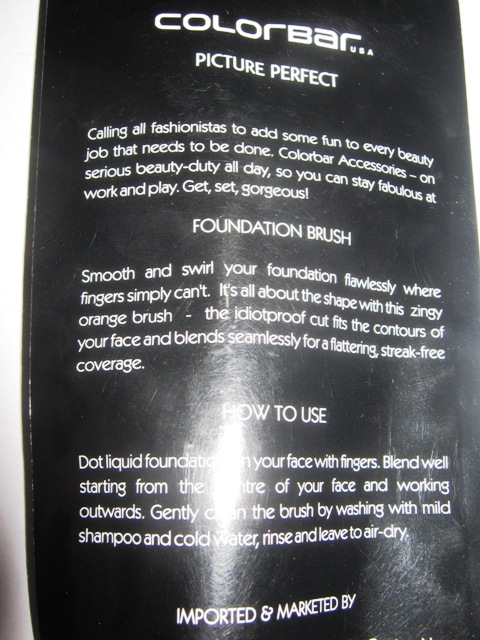 COLORBAR
USA
PICTURE PERFECT
Calling all fashionistas to add some fun to every beauty
job that needs to be done. Colorbar Accessories – on
serious beauty-duty all day, so you can stay fabulous at
work and play. Get, set, gorgeous!
FOUNDATION BRUSH
Smooth and swirl your foundation flawlessly where
fingers simply can't. It's all about the shape with this zingy
orange brush - the idiotproof cut fits the contours of
your face and blends seamlessly for a flattering, streak-free
coverage.
HOW TO USE
Dot liquid foundation on your face with fingers. Blend well
starting from the centre of your face and working
outwards. Gently clean the brush by washing with mild
shampoo and cold water, rinse and leave to air-dry.
IMPORTED & MARKETED BY